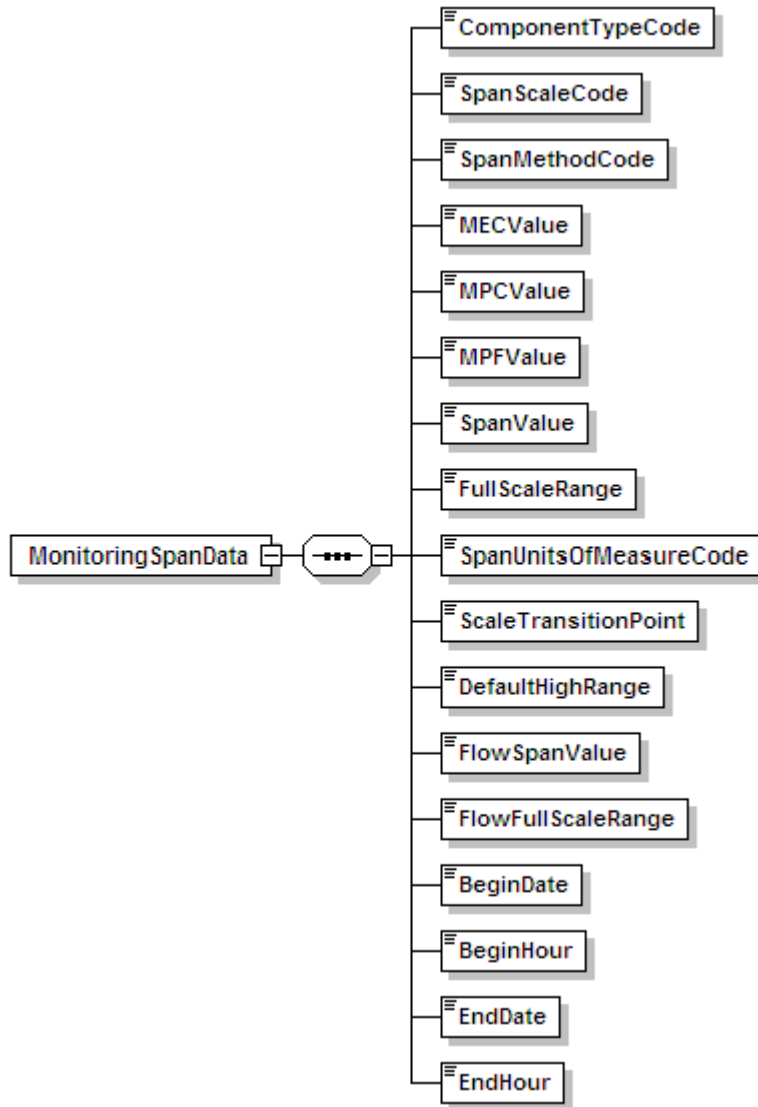 ComponentTypeCode
SpanScaleCode
SpanMethodCode
MECValue
MPCValue
MPFValue
SpanValue
FullScaleRange
MonitoringSpanData
SpanUnitsOfMeasureCode
ScaleTransitionPoint
DefaultHighRange
FlowSpanValue
FlowFullScaleRange
BeginDate
BeginHour
EndDate
EndHour